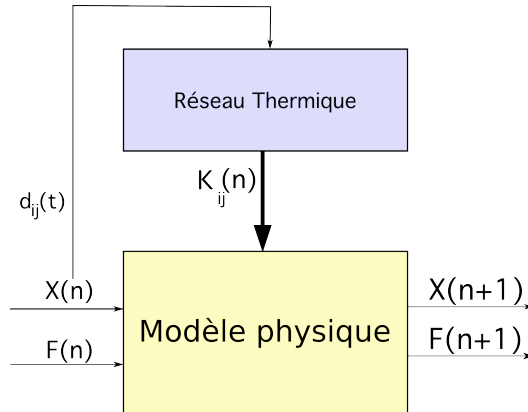 Réseau Thermique
K_ij(n)
d_ij(t)
X(n)
X(n+1)
Modèle physique
F(n)
F(n+1)